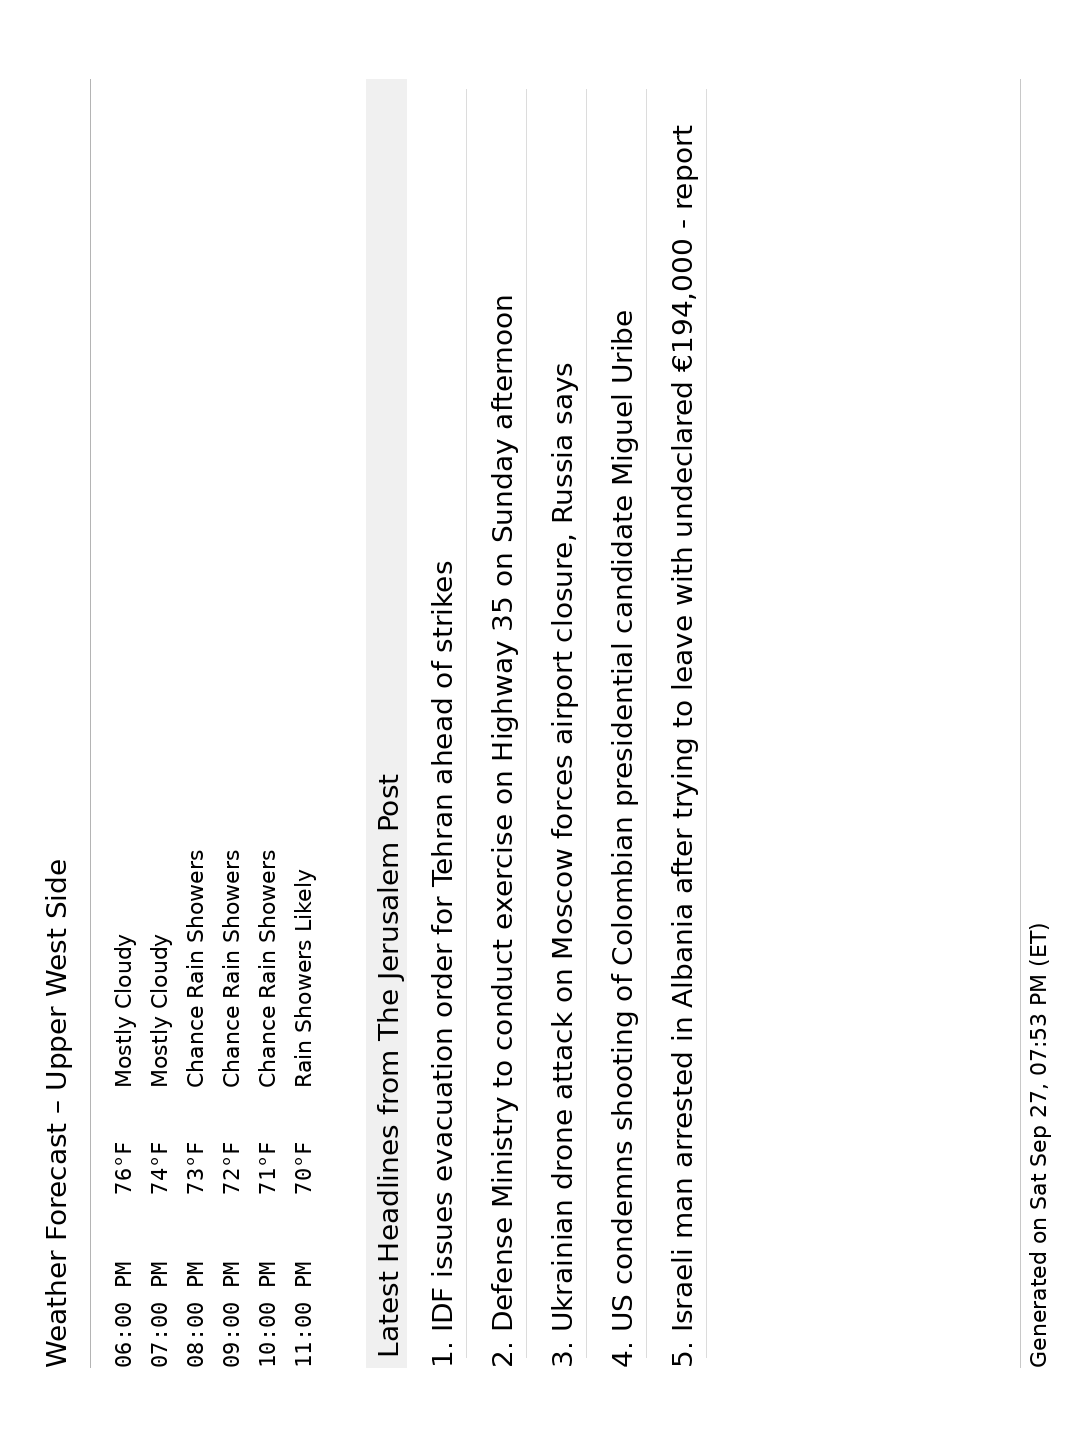 Weather Forecast – Upper West Side
06:00 PM 76°F Mostly Cloudy
07:00 PM 74°F Mostly Cloudy
08:00 PM 73°F Chance Rain Showers
09:00 PM 72°F Chance Rain Showers
10:00 PM 71°F Chance Rain Showers
11:00 PM 70°F Rain Showers Likely
Latest Headlines from The Jerusalem Post
1. IDF issues evacuation order for Tehran ahead of strikes
2. Defense Ministry to conduct exercise on Highway 35 on Sunday afternoon
3. Ukrainian drone attack on Moscow forces airport closure, Russia says
4. US condemns shooting of Colombian presidential candidate Miguel Uribe
5. Israeli man arrested in Albania after trying to leave with undeclared €194,000 - report
Generated on Sat Sep 27, 07:53 PM (ET)